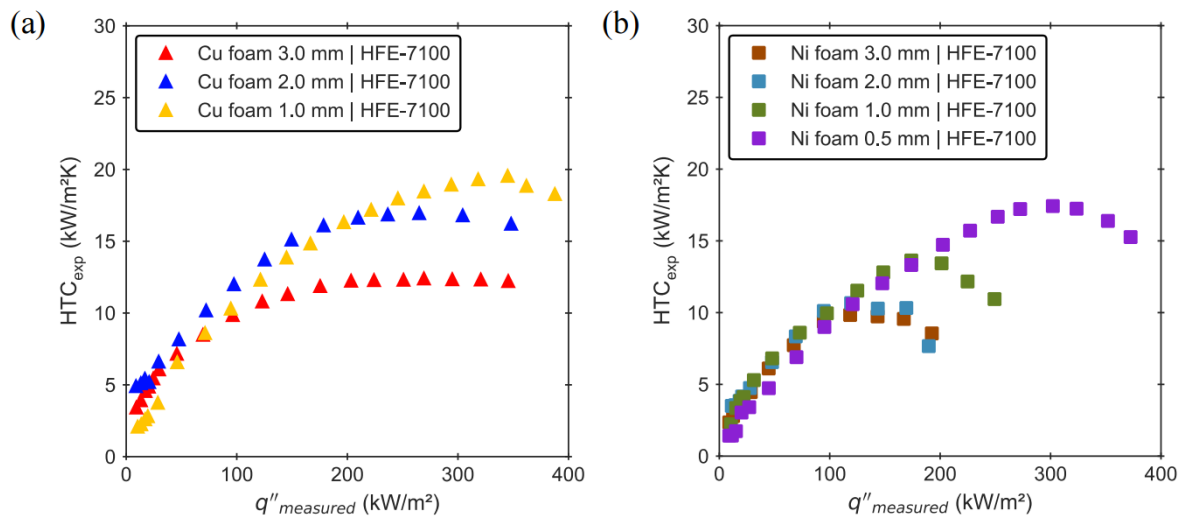 (a)
30
25
20
15
10
5
0
HTCexp (kW/m²K)
Cu foam 3.0 mm | HFE-7100
Cu foam 2.0 mm | HFE-7100
Cu foam 1.0 mm | HFE-7100
0 100 200 300 400
q″measured (kW/m²)
(b)
30
25
20
15
10
5
0
HTCexp (kW/m²K)
Ni foam 3.0 mm | HFE-7100
Ni foam 2.0 mm | HFE-7100
Ni foam 1.0 mm | HFE-7100
Ni foam 0.5 mm | HFE-7100
0 100 200 300 400
q″measured (kW/m²)